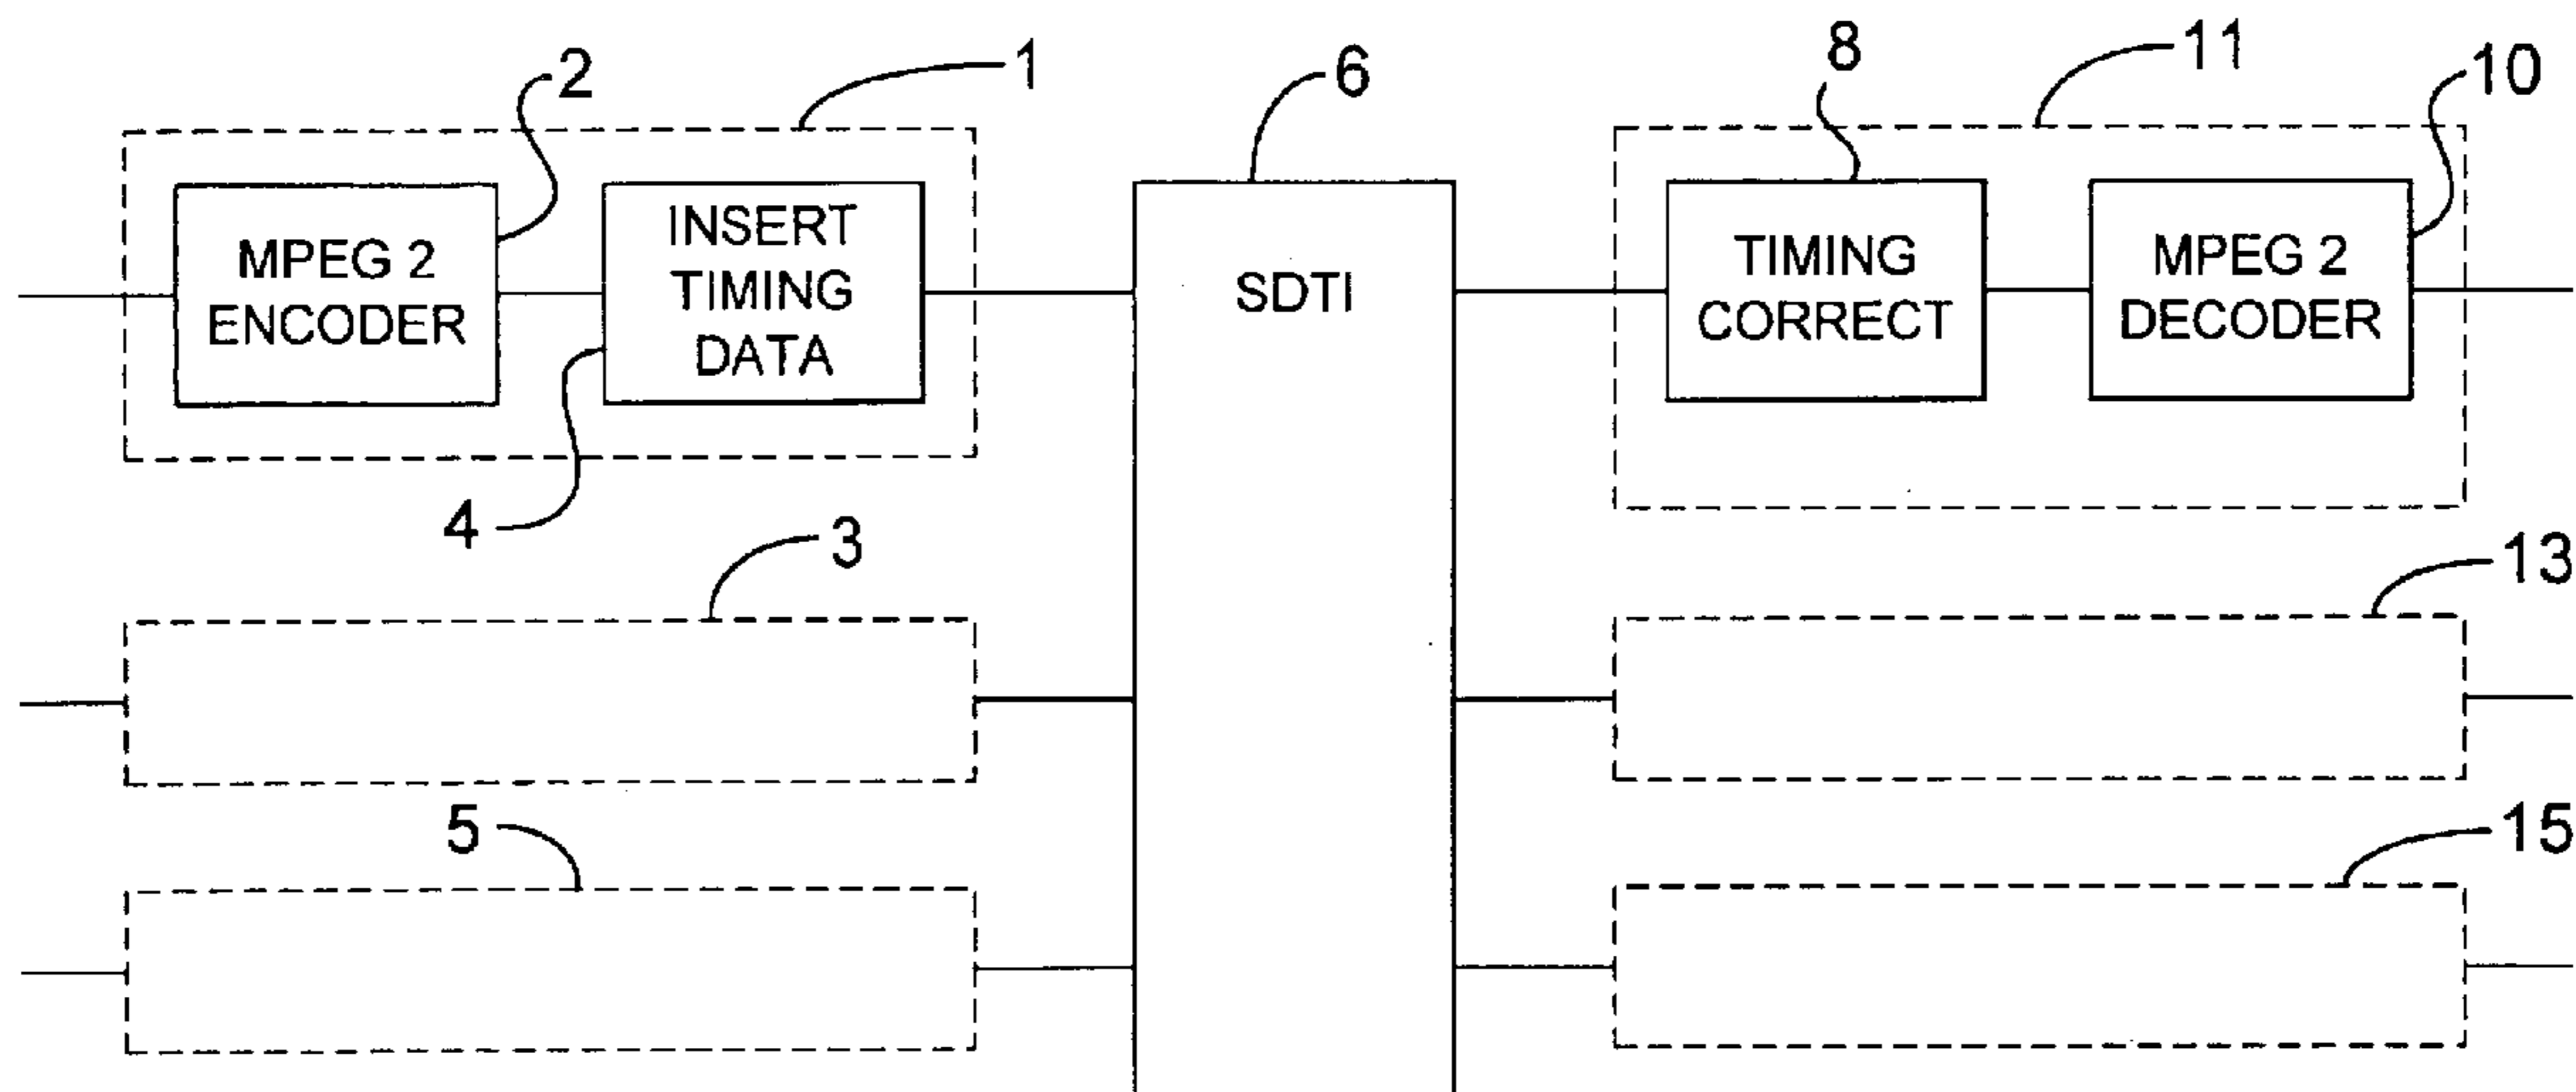 2
1
6
8
11
10
MPEG 2
ENCODER
INSERT
TIMING
DATA
SDTI
TIMING
CORRECT
MPEG 2
DECODER
4
3
13
5
15